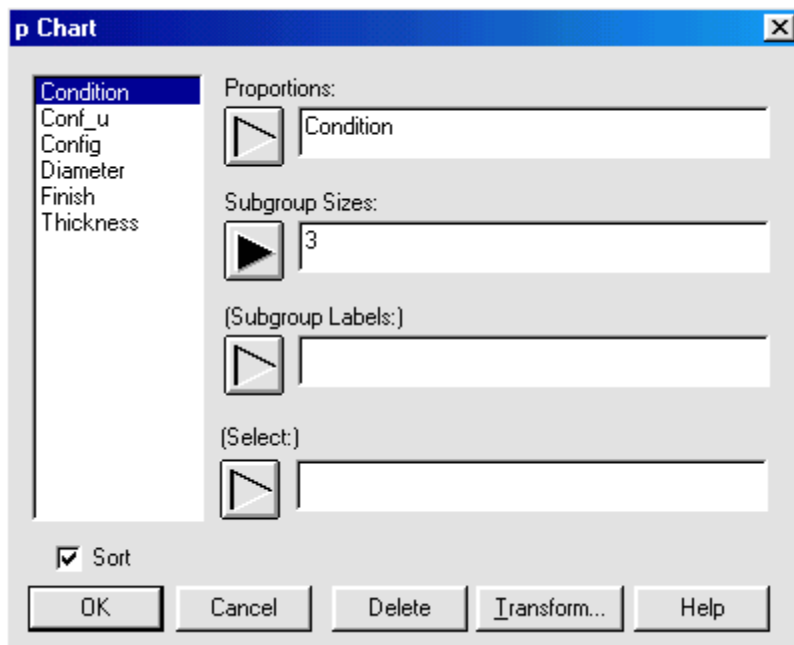 p Chart
Condition
Conf_u
Config
Diameter
Finish
Thickness
Proportions:
Condition
Subgroup Sizes:
3
(Subgroup Labels:)
(Select:)
Sort
OK
Cancel
Delete
Transform...
Help